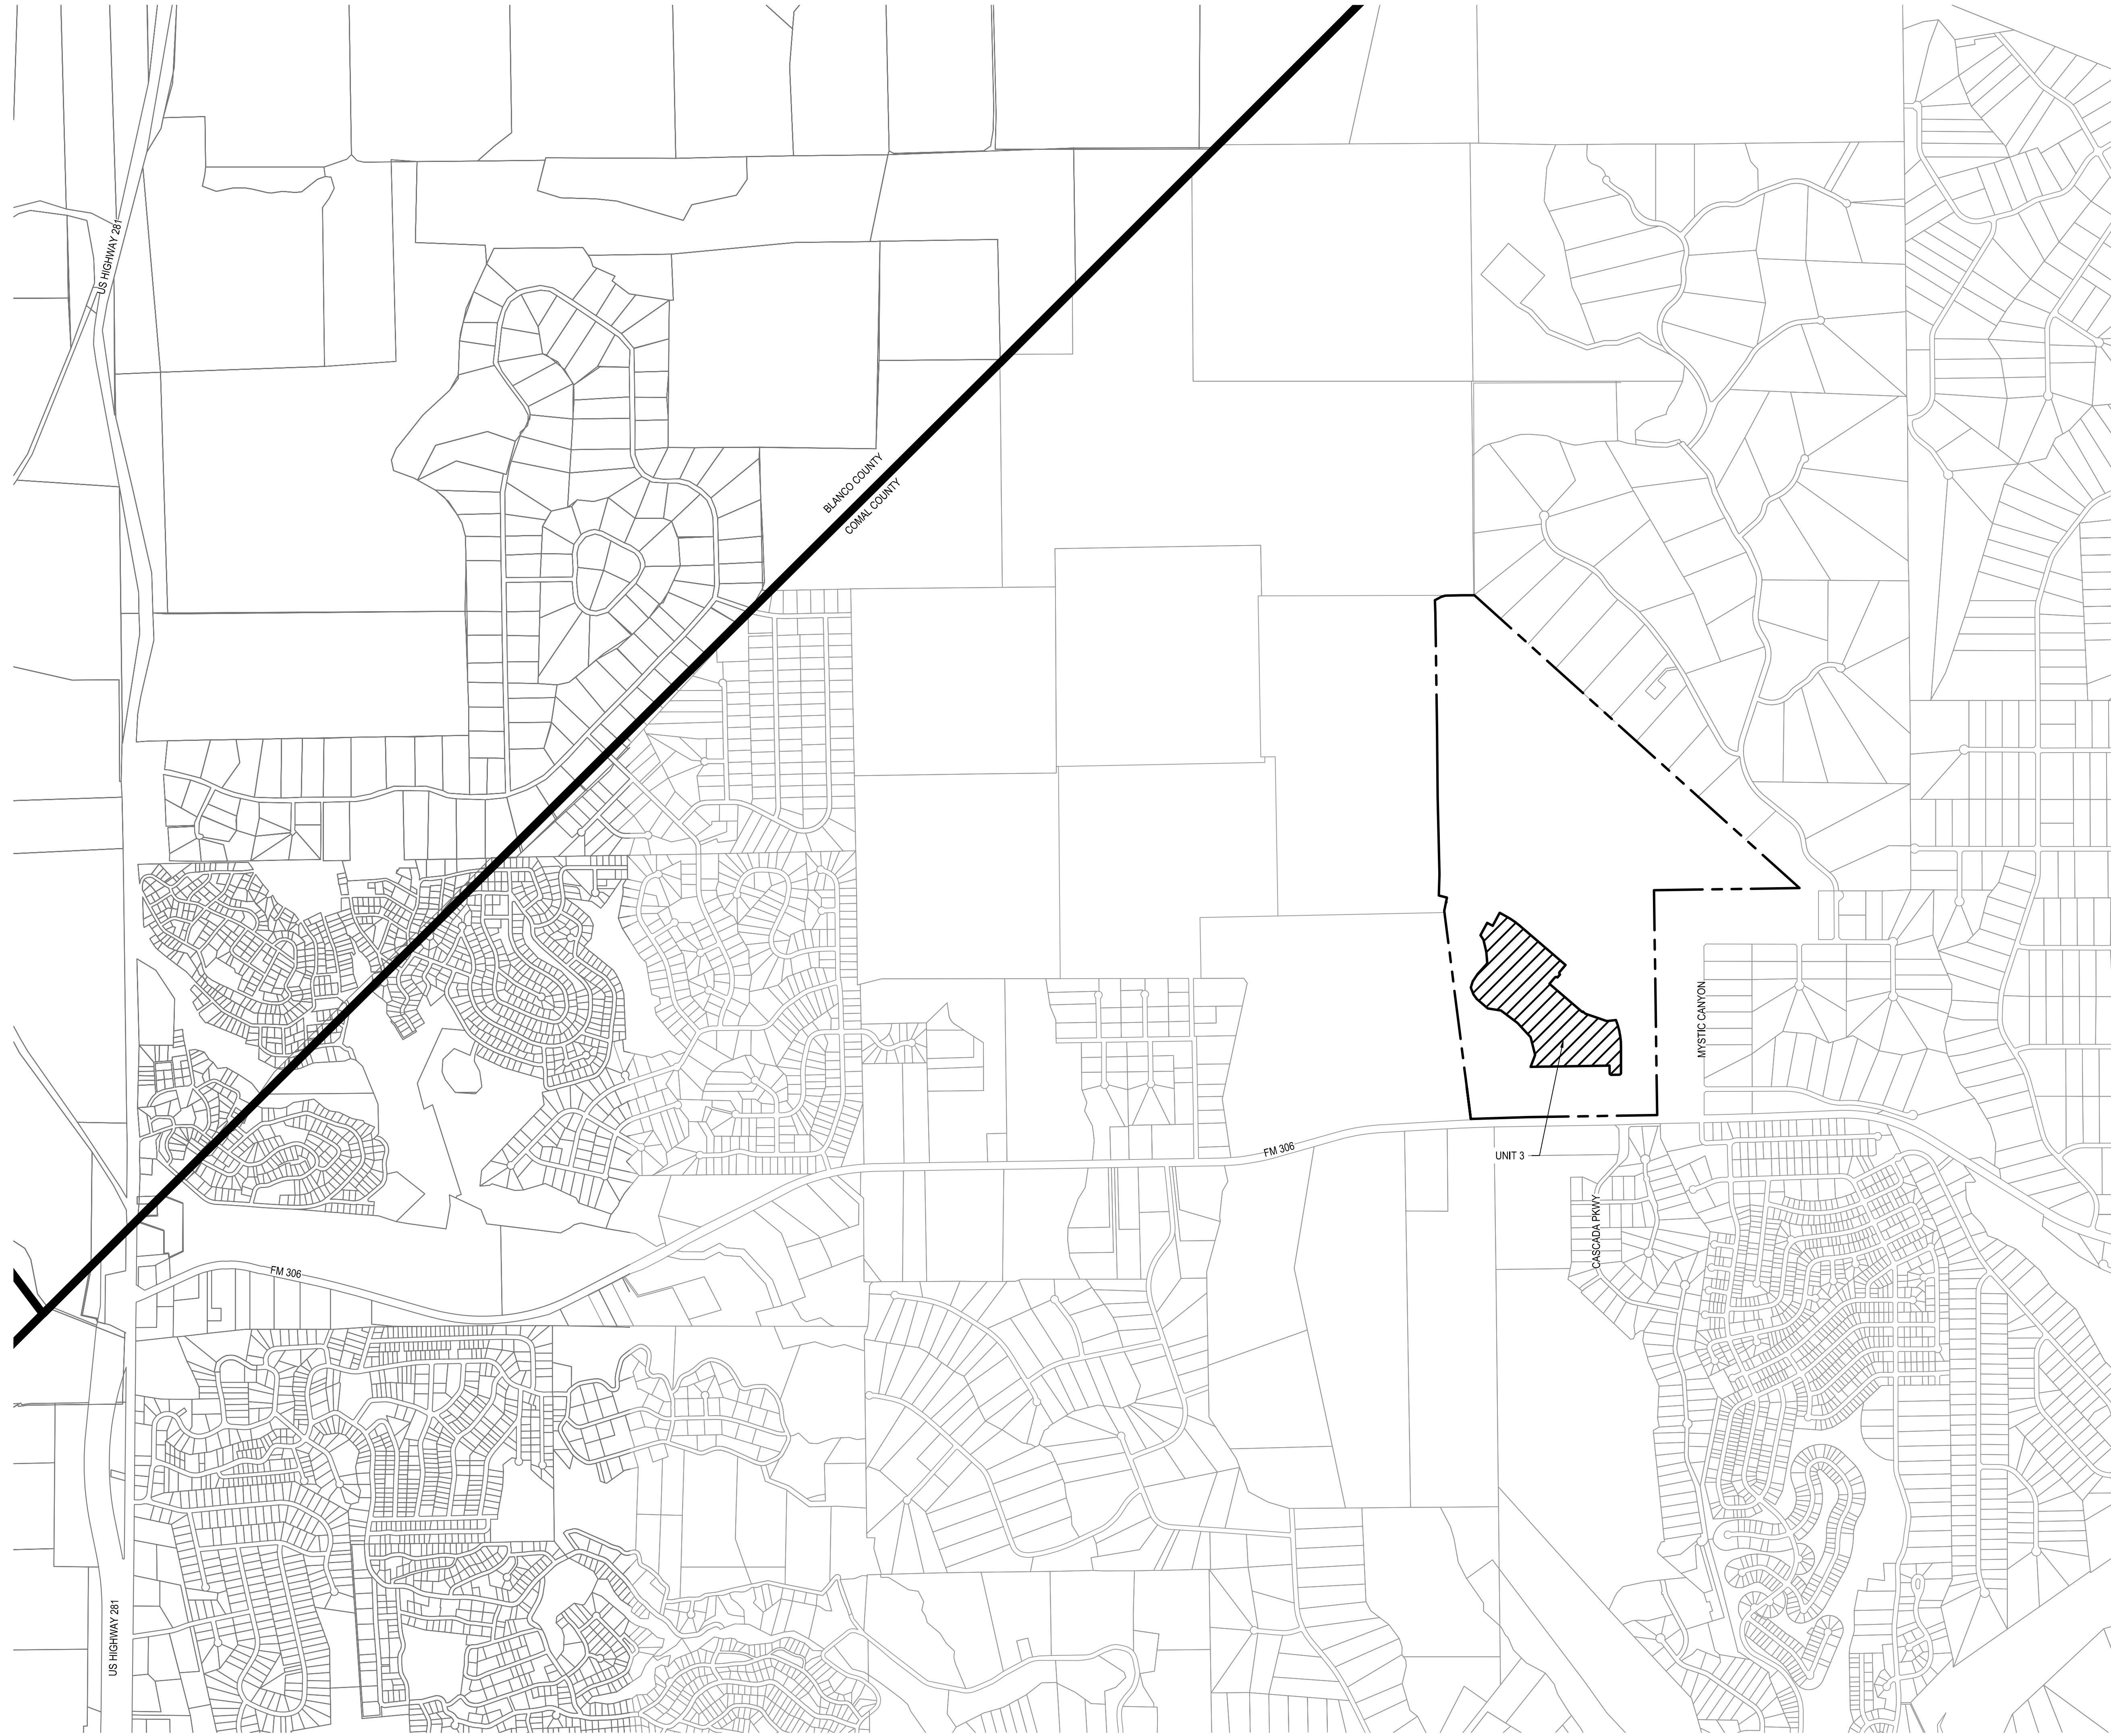 US HIGHWAY 281
BLANCO COUNTY
COMAL COUNTY
MYSTIC CANYON
FM 306
UNIT 3
CASCADA PKWY
FM 306
US HIGHWAY 281